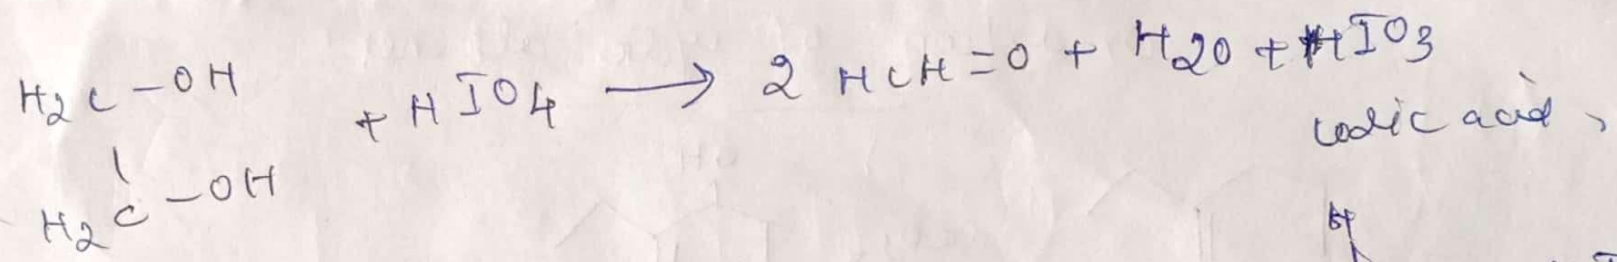 H2C-OH
+ HIO4 → 2 HCH=O + H2O + HIO3
Iodic acid,
|
H2C-OH